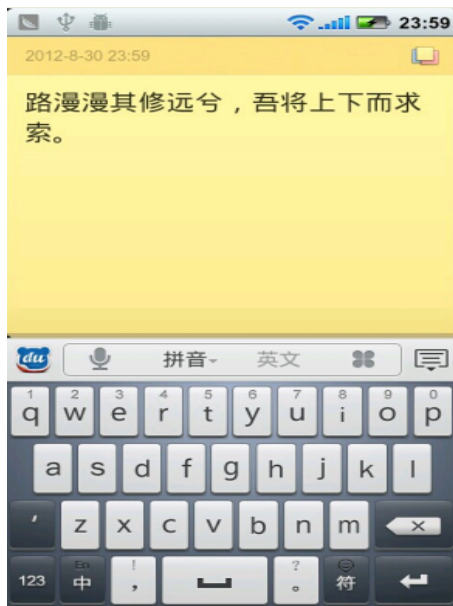 23:59
2012-8-30 23:59
路漫漫其修远兮，吾将上下而求
索。
du 拼音 英文
1 2 3 4 5 6 7 8 9 0
q w e r t y u i o p
a s d f g h j k l
' z x c v b n m
En ! ?
123 中 , 。 符